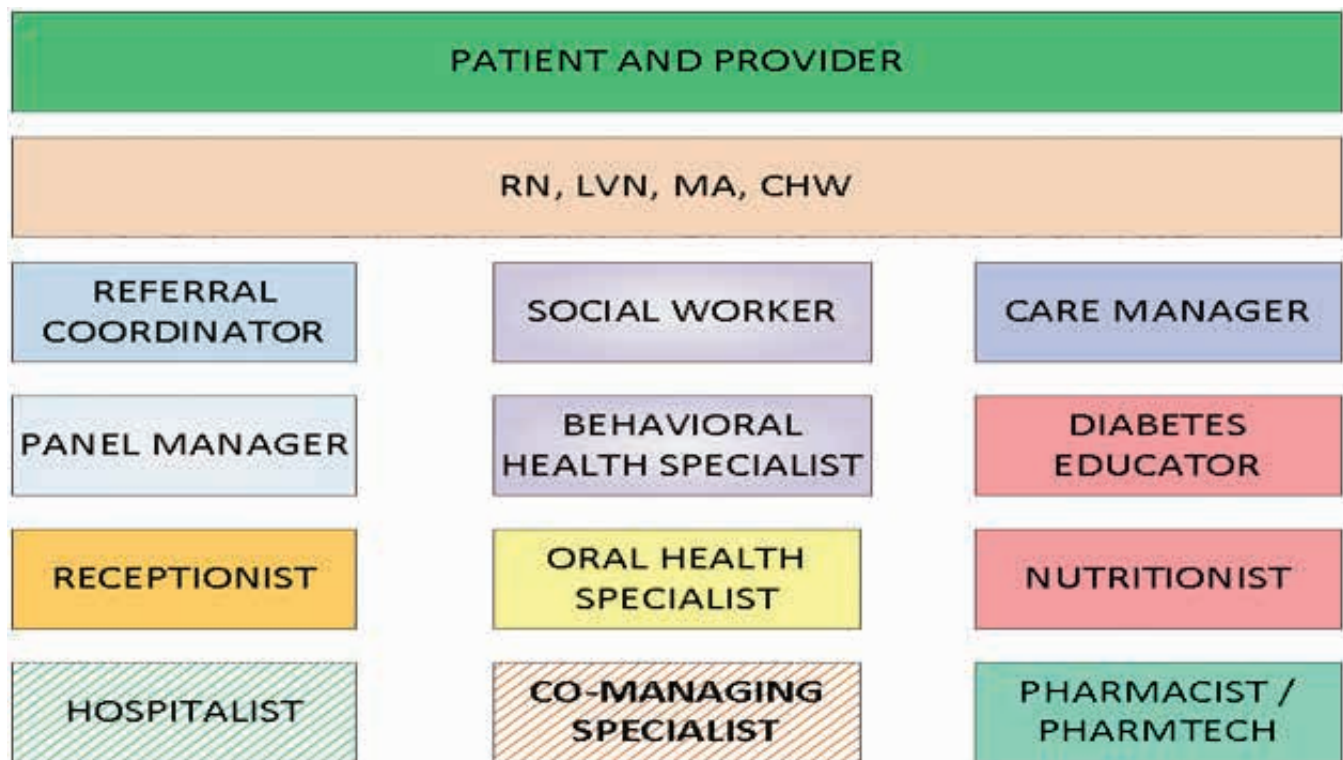 PATIENT AND PROVIDER
RN, LVN, MA, CHW
REFERRAL
COORDINATOR
SOCIAL WORKER
CARE MANAGER
PANEL MANAGER
BEHAVIORAL
HEALTH SPECIALIST
DIABETES
EDUCATOR
RECEPTIONIST
ORAL HEALTH
SPECIALIST
NUTRITIONIST
HOSPITALIST
CO-MANAGING
SPECIALIST
PHARMACIST /
PHARMTECH